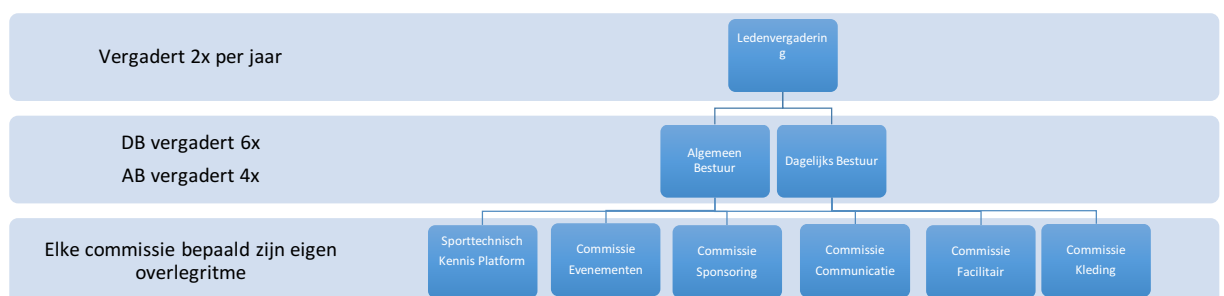 Vergadert 2x per jaar
Ledenvergaderin
g
DB vergadert 6x
AB vergadert 4x
Algemeen
Bestuur
Dagelijks Bestuur
Elke commissie bepaald zijn eigen
overlegritme
Sporttechnisch
Kennis Platform
Commissie
Evenementen
Commissie
Sponsoring
Commissie
Communicatie
Commissie
Facilitair
Commissie
Kleding